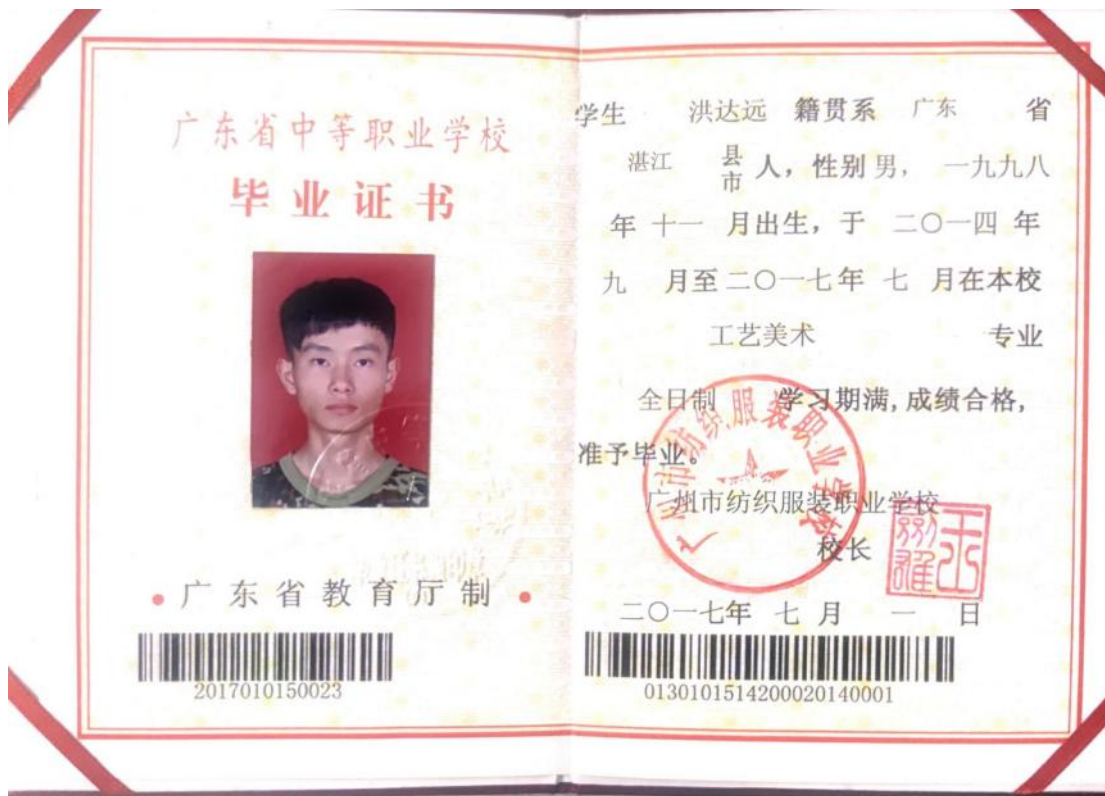 广东省中等职业学校
毕业证书
广东省教育厅制
2017010150023
学生 洪达远 籍贯系 广东 省
湛江 县市 人，性别 男， 一九九八
年 十一 月出生，于 二〇一四 年
九 月至 二〇一七年 七 月在本校
工艺美术 专业
全日制 学习期满，成绩合格，
准予毕业。
广州市纺织服装职业学校
广州市纺织服装职业学校
校长
二〇一七年 七 月 一 日
0130101514200020140001